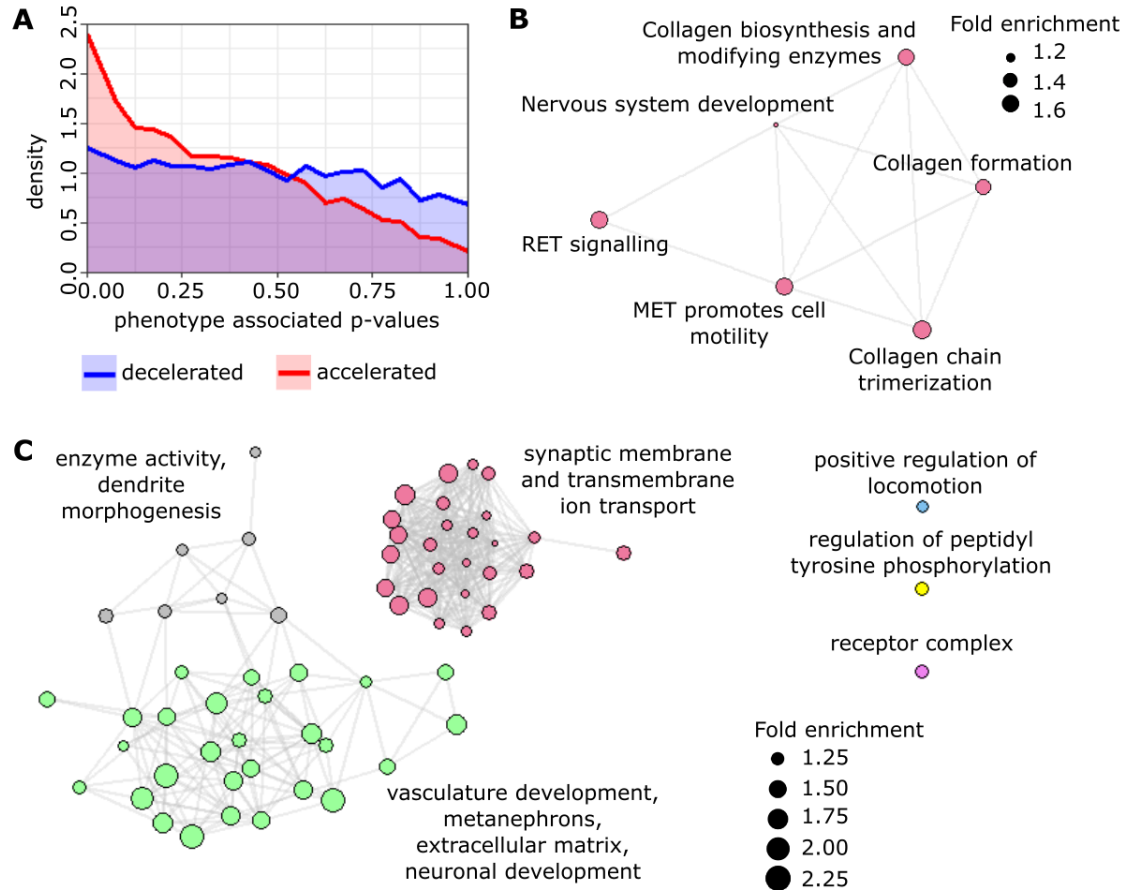 A
2.5
2.0
1.5
1.0
0.5
0.0
density
0.00 0.25 0.50 0.75 1.00
phenotype associated p-values
decelerated accelerated
B
Collagen biosynthesis and
modifying enzymes
Nervous system development
Collagen formation
RET signalling
MET promotes cell
motility
Collagen chain
trimerization
Fold enrichment
1.2
1.4
1.6
C
enzyme activity,
dendrite
morphogenesis
synaptic membrane
and transmembrane
ion transport
positive regulation of
locomotion
regulation of peptidyl
tyrosine phosphorylation
receptor complex
vasculature development,
metanephrons,
extracellular matrix,
neuronal development
Fold enrichment
1.25
1.50
1.75
2.00
2.25